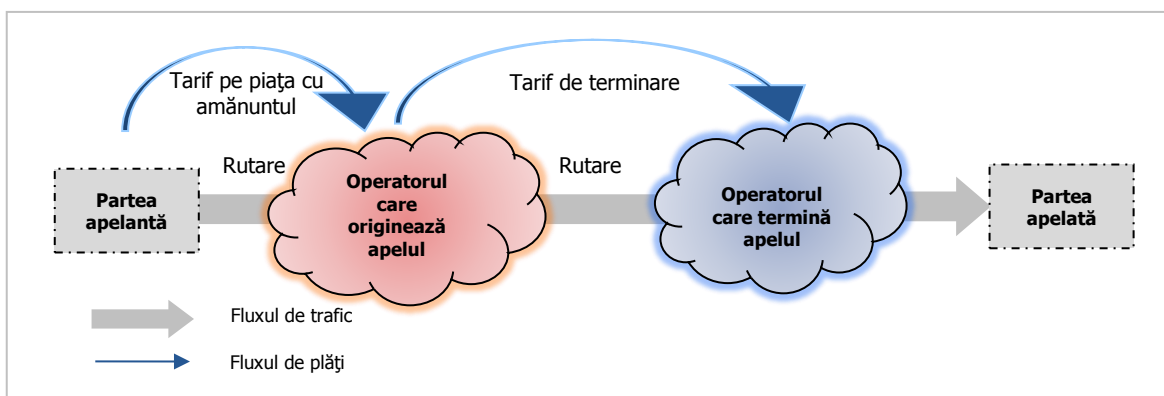 Tarif pe piaţa cu
amănuntul
Tarif de terminare
Rutare
Rutare
Partea
apelantă
Operatorul
care
originează
apelul
Operatorul
care termină
apelul
Partea
apelată
Fluxul de trafic
Fluxul de plăţi